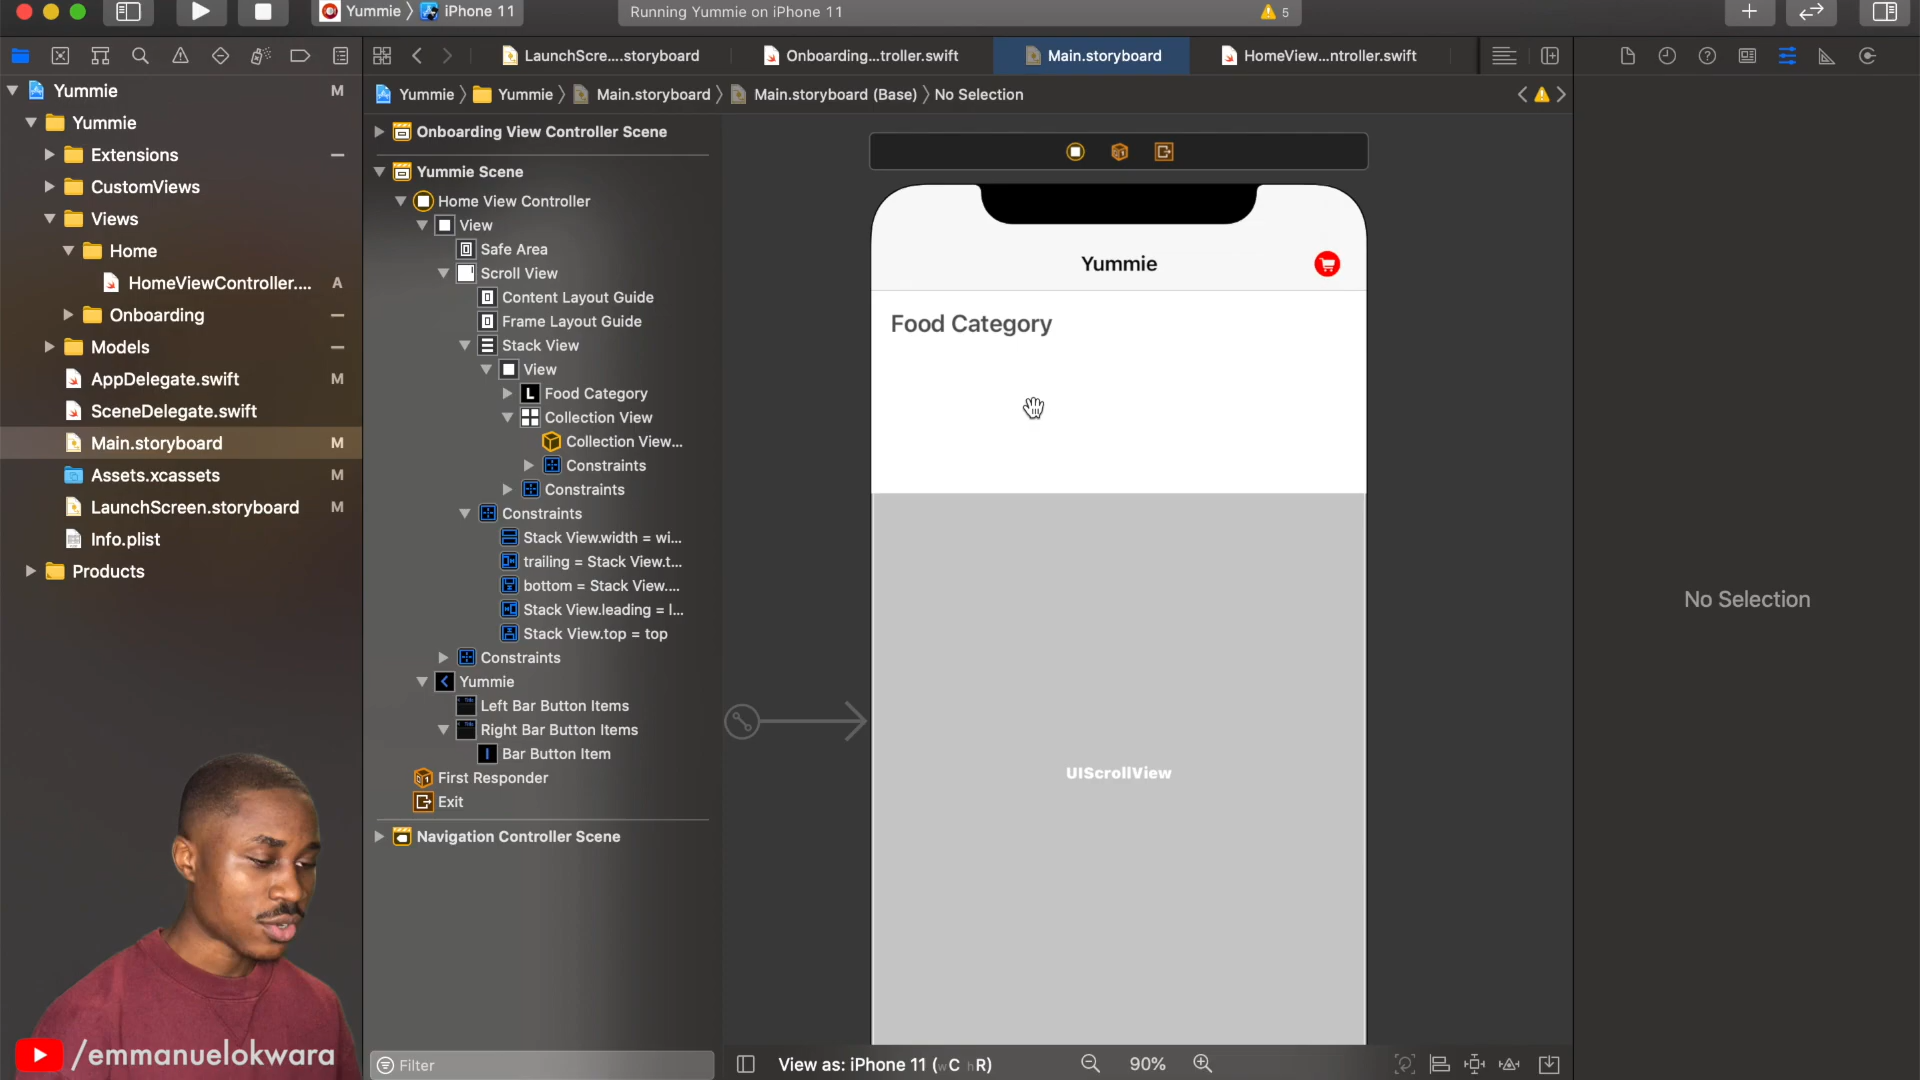 Yummie
iPhone 11
Running Yummie on iPhone 11
5
LaunchScre....storyboard
Onboarding...troller.swift
Main.storyboard
HomeView...ntroller.swift
Yummie
Yummie
Main.storyboard
Main.storyboard (Base)
No Selection
Yummie
M
Yummie
Extensions
CustomViews
Views
Home
HomeViewController....
A
Onboarding
Models
AppDelegate.swift
M
SceneDelegate.swift
Main.storyboard
M
Assets.xcassets
M
LaunchScreen.storyboard
M
Info.plist
Products
Onboarding View Controller Scene
Yummie Scene
Home View Controller
View
Safe Area
Scroll View
Content Layout Guide
Frame Layout Guide
Stack View
View
L
Food Category
Collection View
Collection View...
Constraints
Constraints
Constraints
Stack View.width = wi...
trailing = Stack View.t...
bottom = Stack View....
Stack View.leading = l...
Stack View.top = top
Constraints
Yummie
Left Bar Button Items
Right Bar Button Items
Bar Button Item
First Responder
Exit
Navigation Controller Scene
Filter
Yummie
Food Category
UIScrollView
View as: iPhone 11 (wC hR)
90%
No Selection
/emmanuelokwara